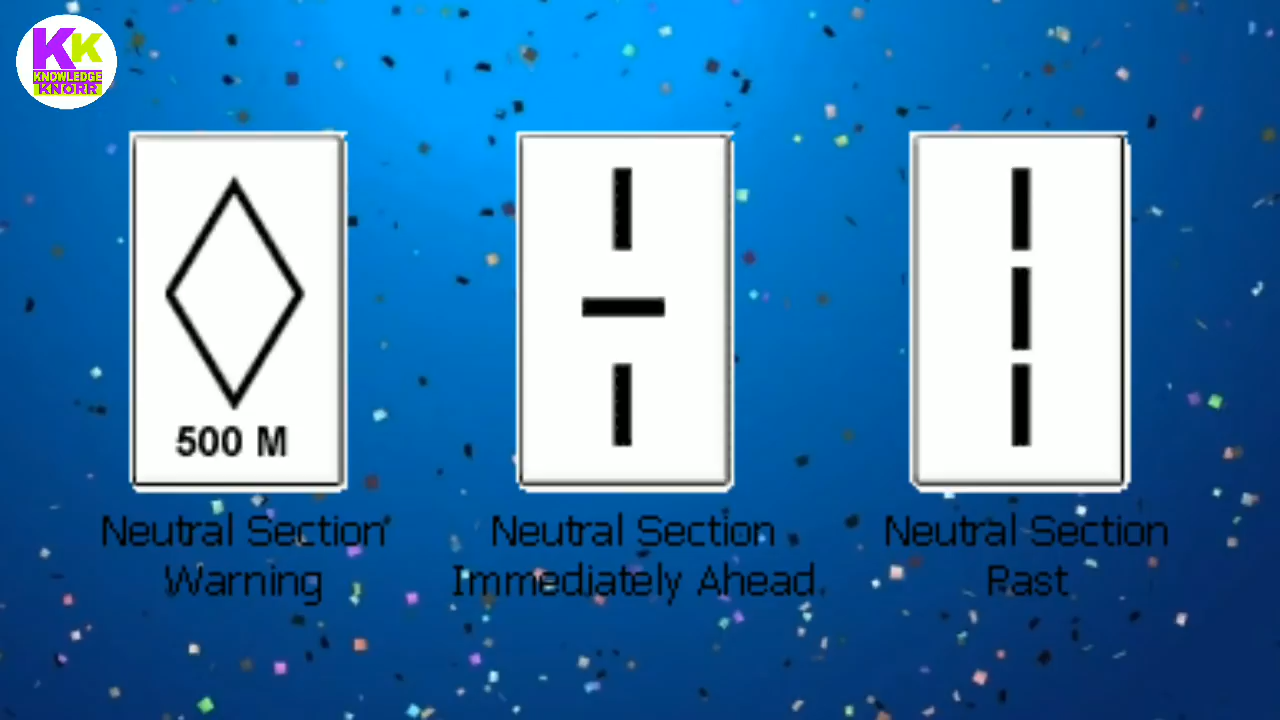 KK
KNOWLEDGE
KNORR
500 M
Neutral Section
Warning
Neutral Section
Immediately Ahead.
Neutral Section
Past